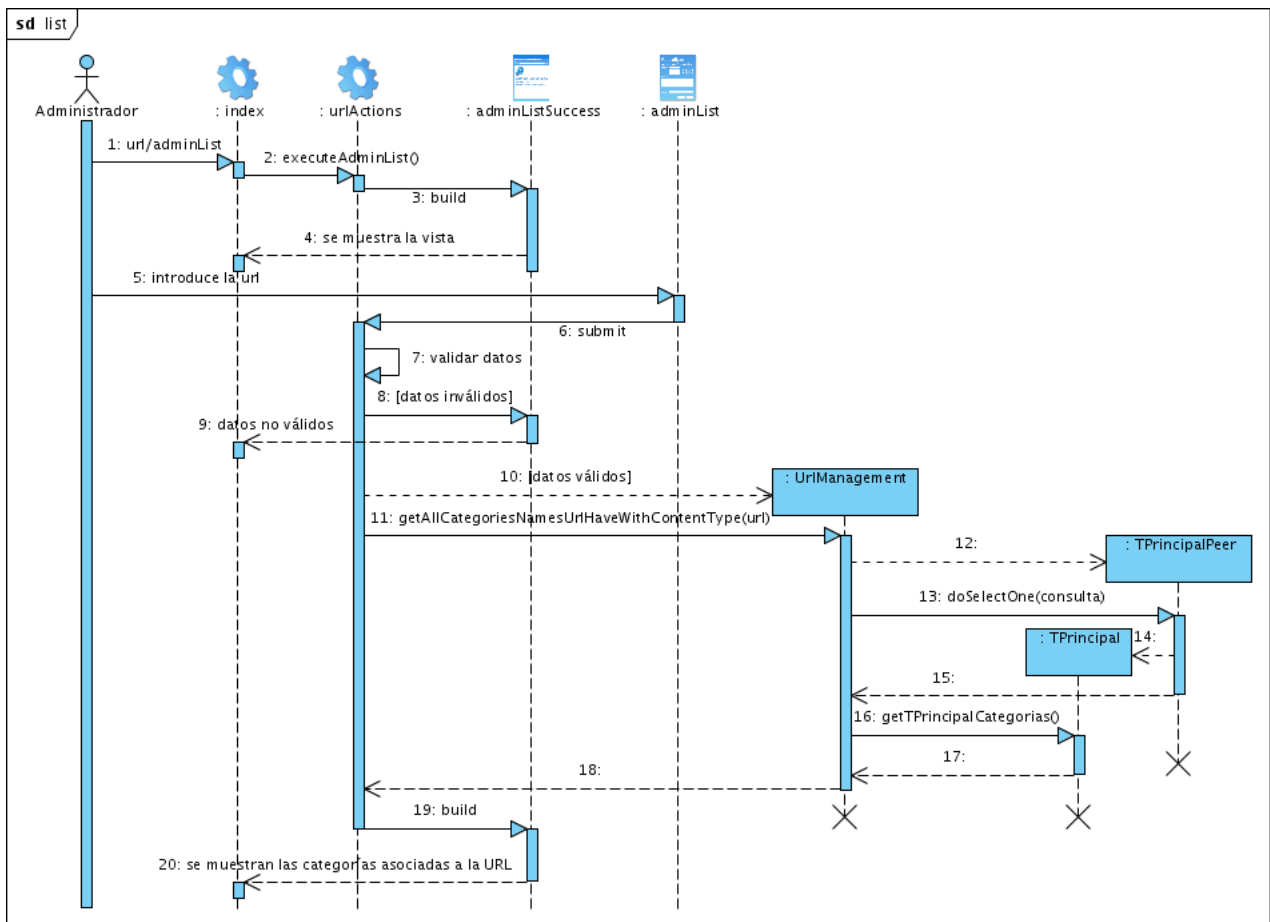 sd list
Administrador
: index
: urlActions
: adminListSuccess
: adminList
1: url/adminList
2: executeAdminList()
3: build
4: se muestra la vista
5: introduce la url
6: submit
7: validar datos
8: [datos inválidos]
9: datos no válidos
10: [datos válidos]
: UrlManagement
11: getAllCategoriesNamesUrlHaveWithContentType(url)
12:
: TPrincipalPeer
13: doSelectOne(consulta)
: TPrincipal
14:
15:
16: getTPrincipalCategorias()
17:
18:
19: build
20: se muestran las categorías asociadas a la URL